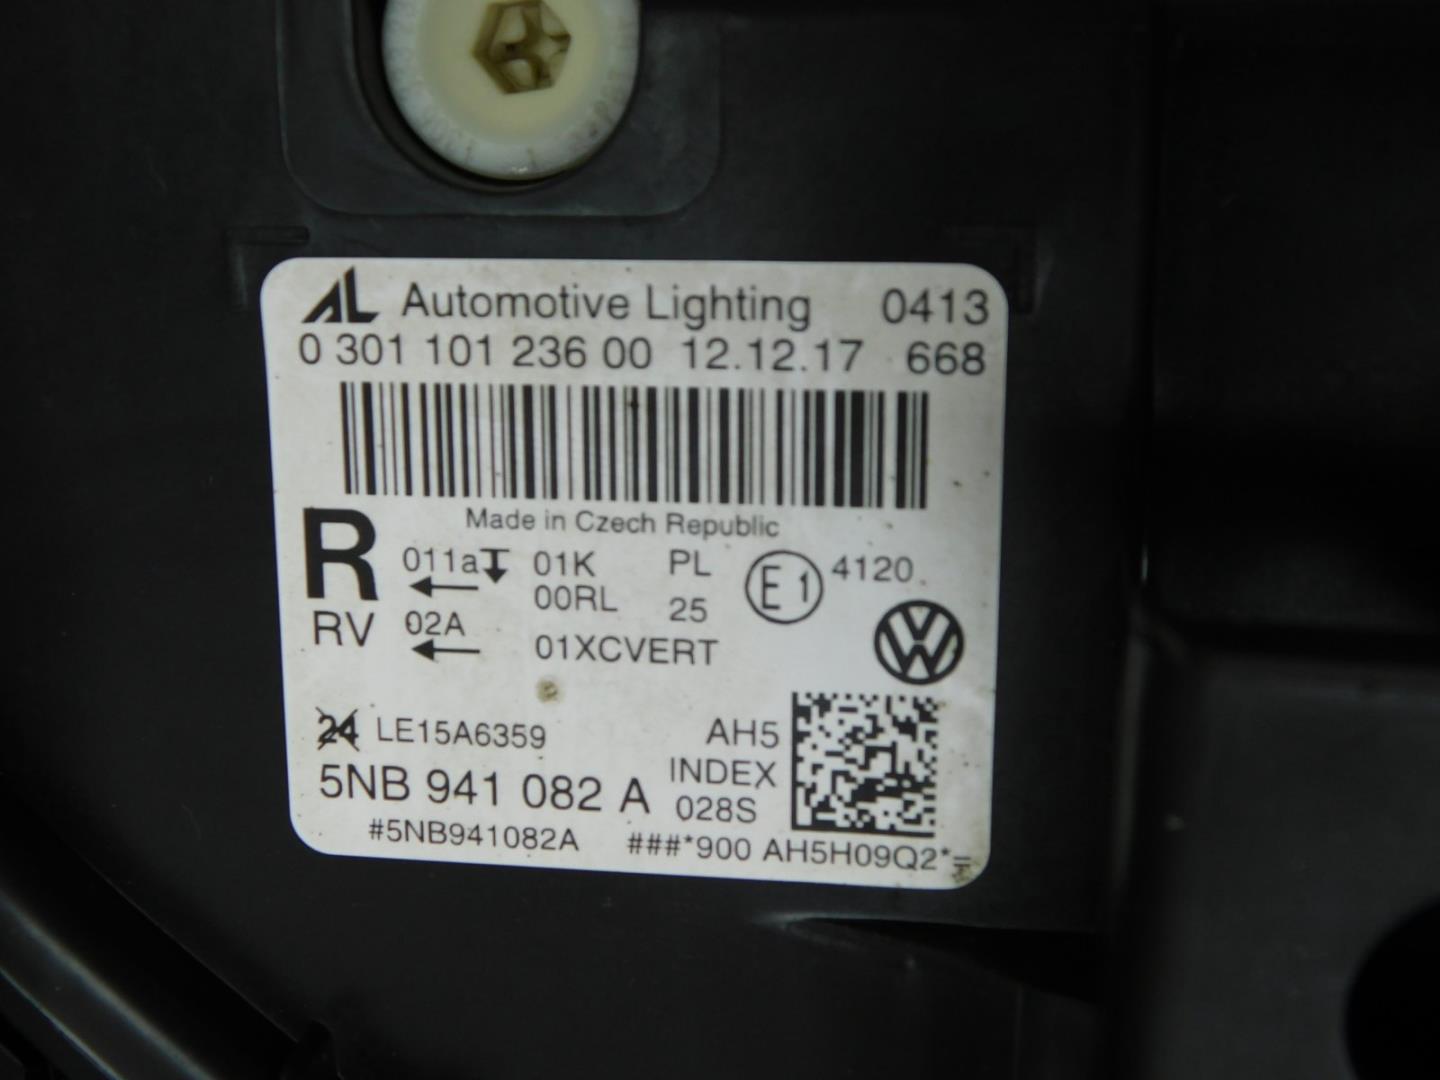 AL Automotive Lighting 0413
0 301 101 236 00 12.12.17 668
Made in Czech Republic
R 011a 01K PL E1 4120
00RL 25
RV 02A 01XCVERT
VW
24 LE15A6359 AH5
5NB 941 082 A INDEX
028S
#5NB941082A ###*900 AH5H09Q2*=